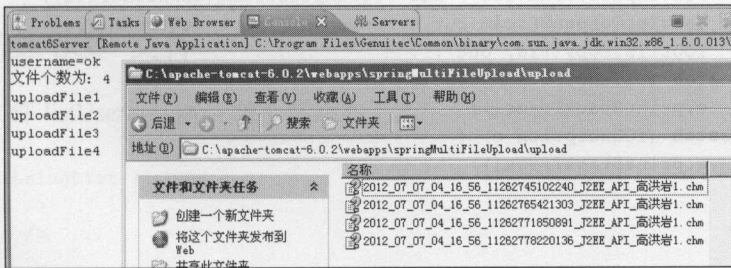 Problems Tasks Web Browser Console Servers
tomcat6Server [Remote Java Application] C:\Program Files\Genuitec\Common\binary\com.sun.java.jdk.win32.x86_1.6.0.013\
username=ok
文件个数为: 4
uploadFile1
uploadFile2
uploadFile3
uploadFile4
C:\apache-tomcat-6.0.2\webapps\springMultiFileUpload\upload
文件(F) 编辑(E) 查看(V) 收藏(A) 工具(T) 帮助(H)
后退 搜索 文件夹
地址(D) C:\apache-tomcat-6.0.2\webapps\springMultiFileUpload\upload
名称
文件和文件夹任务
2012_07_07_04_16_56_11262745102240_J2EE_API_高洪岩1.chm
2012_07_07_04_16_56_11262765421303_J2EE_API_高洪岩1.chm
2012_07_07_04_16_56_11262771850891_J2EE_API_高洪岩1.chm
2012_07_07_04_16_56_11262778220136_J2EE_API_高洪岩1.chm
创建一个新文件夹
将这个文件夹发布到
Web
共享此文件夹